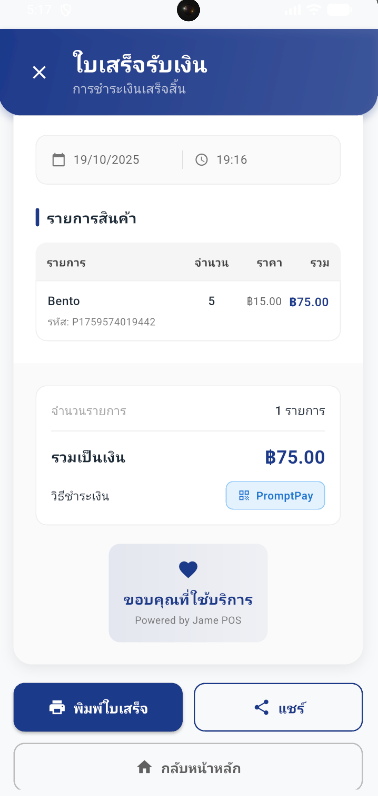 ใบเสร็จรับเงิน
การชำระเงินเสร็จสิ้น
19/10/2025 19:16
รายการสินค้า
รายการ จำนวน ราคา รวม
Bento 5 ฿15.00 ฿75.00
รหัส: P1759574019442
จำนวนรายการ 1 รายการ
รวมเป็นเงิน ฿75.00
วิธีชำระเงิน PromptPay
ขอบคุณที่ใช้บริการ
Powered by Jame POS
พิมพ์ใบเสร็จ แชร์
กลับหน้าหลัก